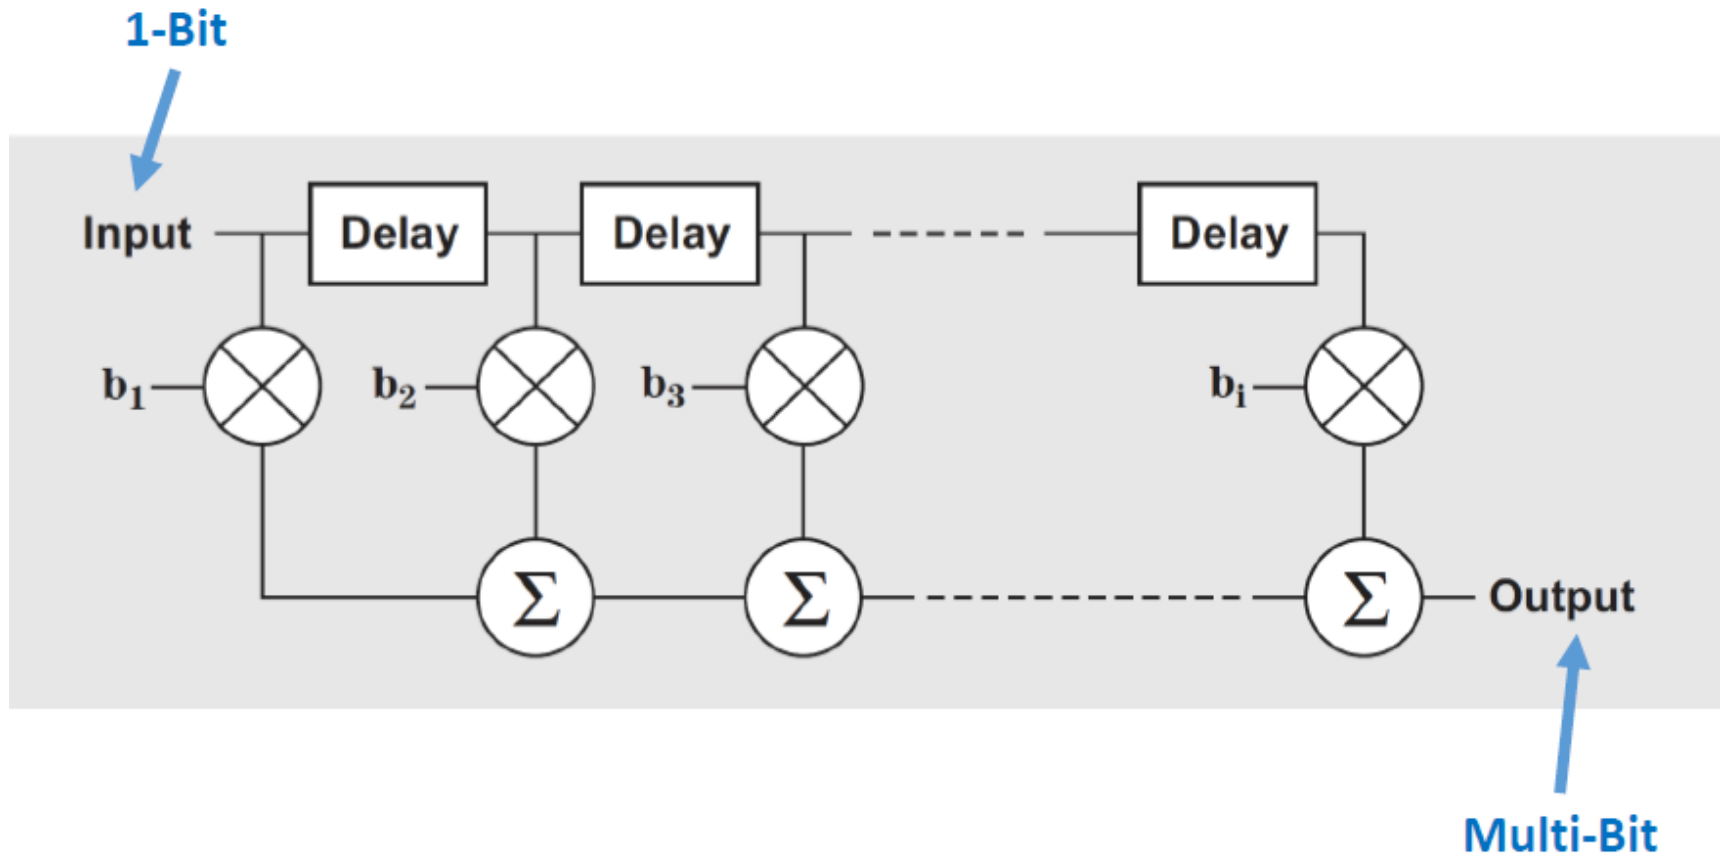 1-Bit
Input Delay Delay Delay
b1 b2 b3 bi
Σ Σ Σ Output
Multi-Bit